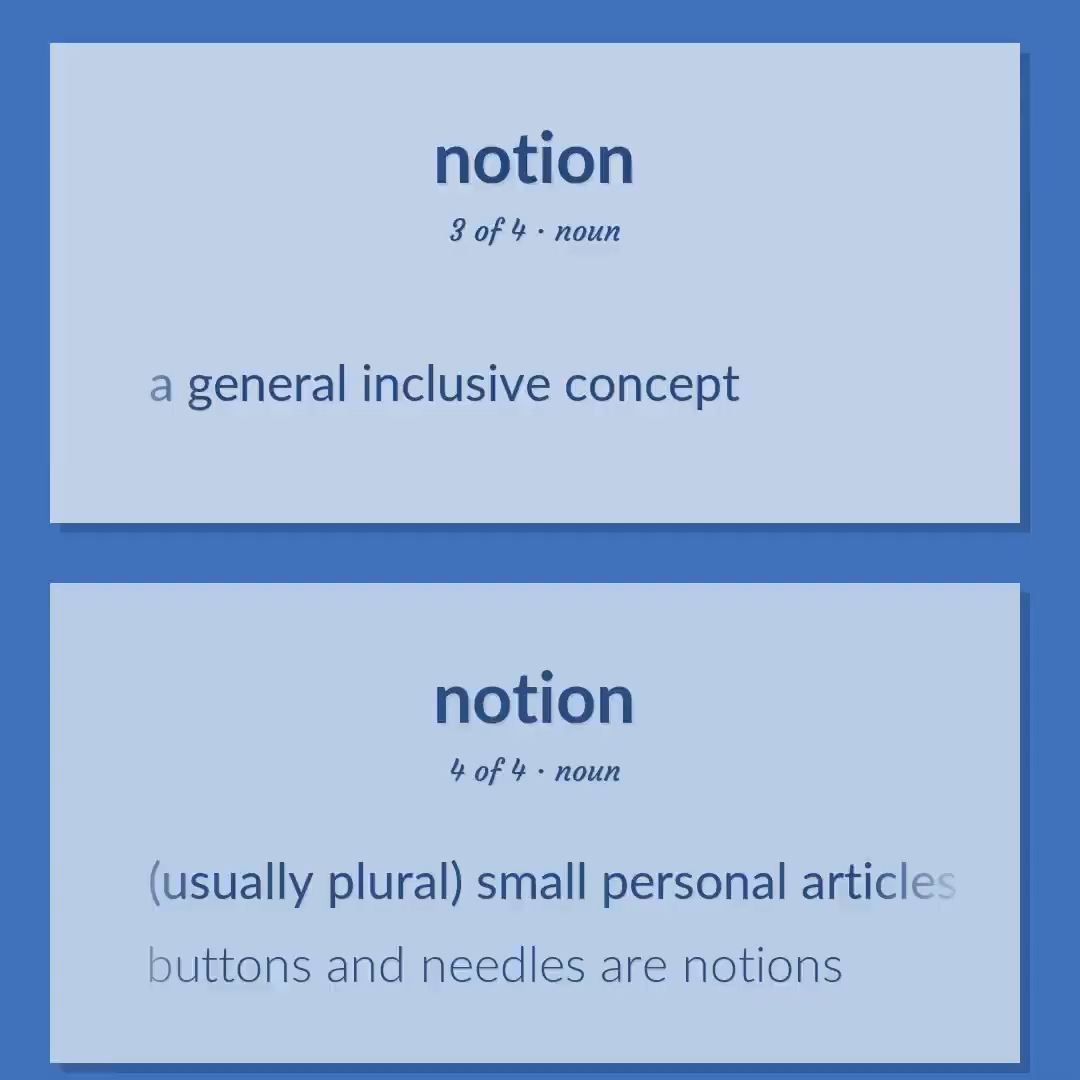 notion
3 of 4 · noun
a general inclusive concept
notion
4 of 4 · noun
(usually plural) small personal articles
buttons and needles are notions